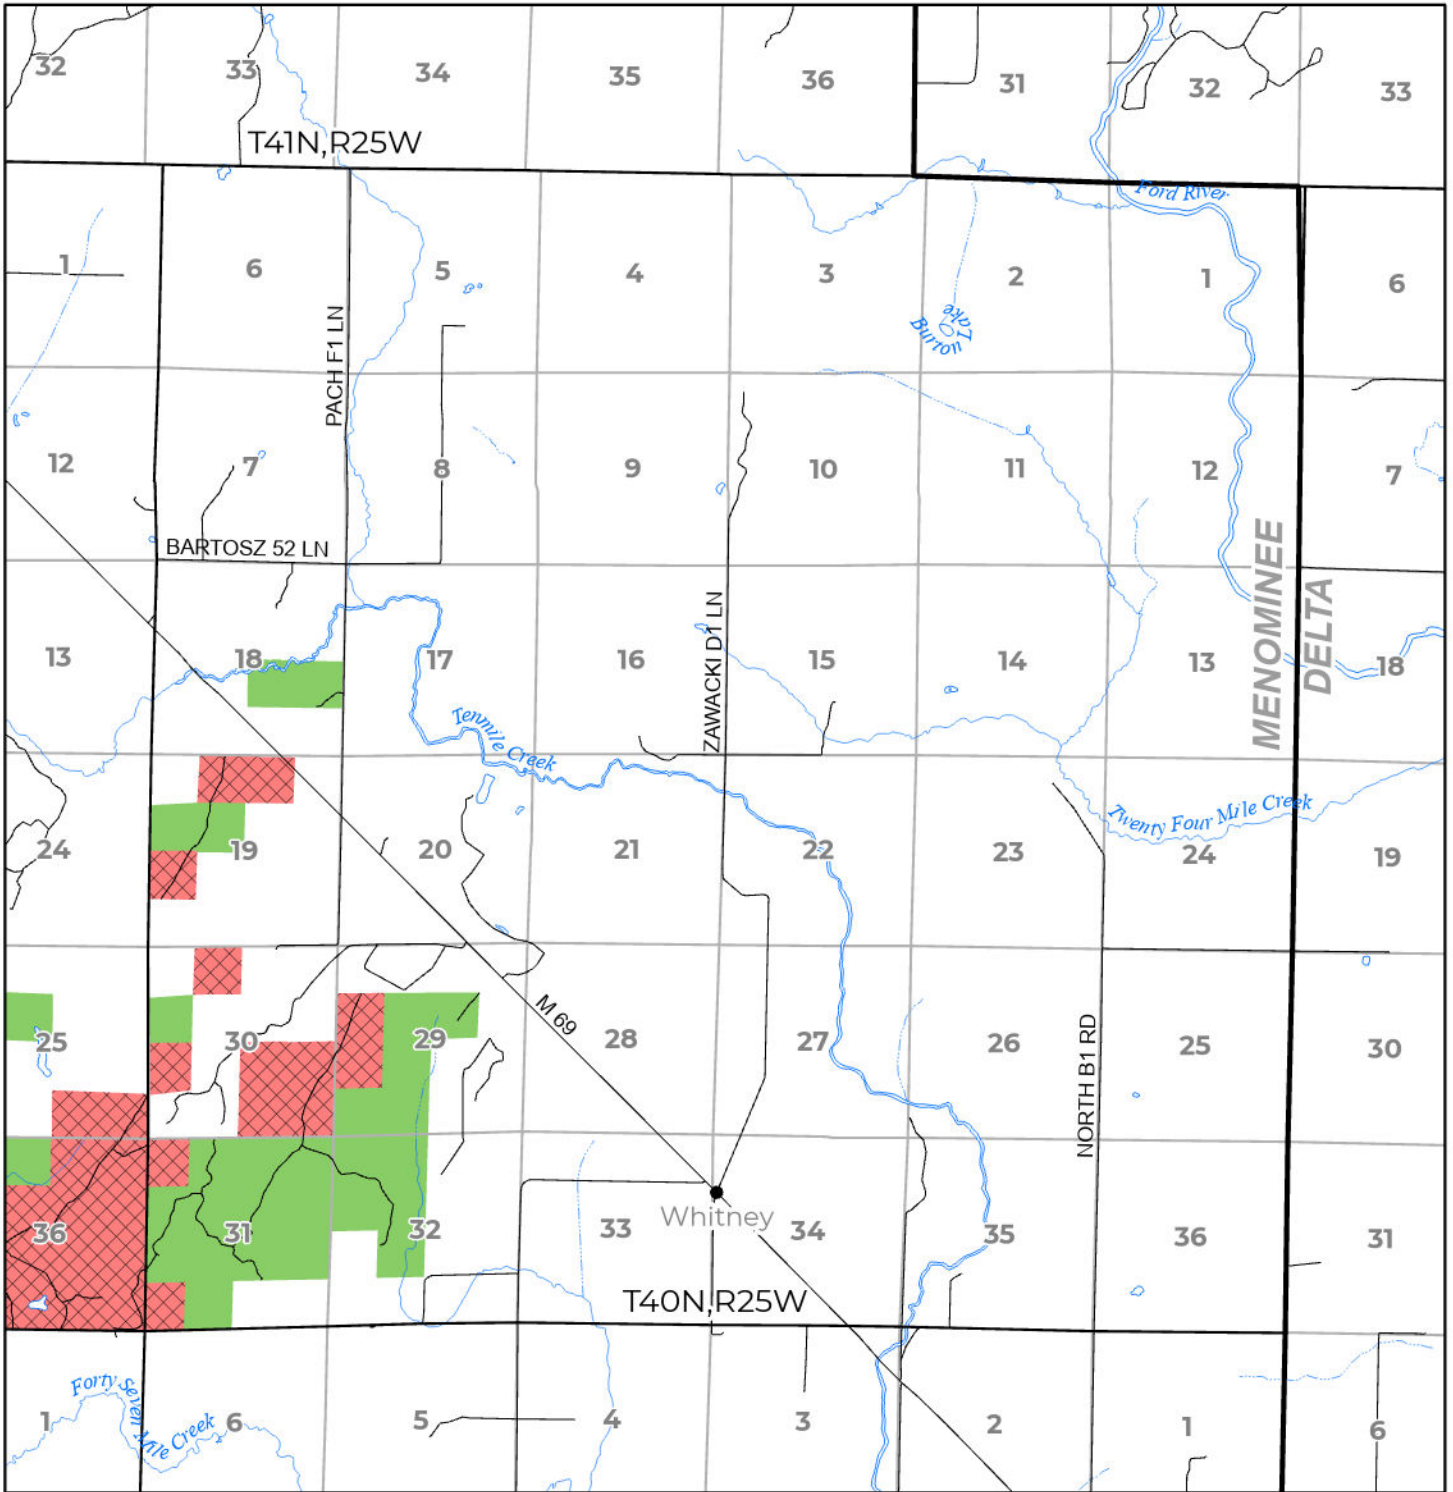 32 33 34 35 36 31 32 33
T41N,R25W
Ford River
1 6 5 4 3 2 1 6
Burton Lake
PACH F1 LN
12 7 8 9 10 11 12 7
BARTOSZ 52 LN
MENOMINEE
DELTA
ZAWACKI D1 LN
13 18 17 16 15 14 13 18
Tenmile Creek
Twenty Four Mile Creek
24 19 20 21 22 23 24 19
M 69
NORTH B1 RD
25 30 29 28 27 26 25 30
Whitney
36 31 32 33 34 35 36 31
T40N,R25W
Forty Seven Mile Creek
1 6 5 4 3 2 1 6